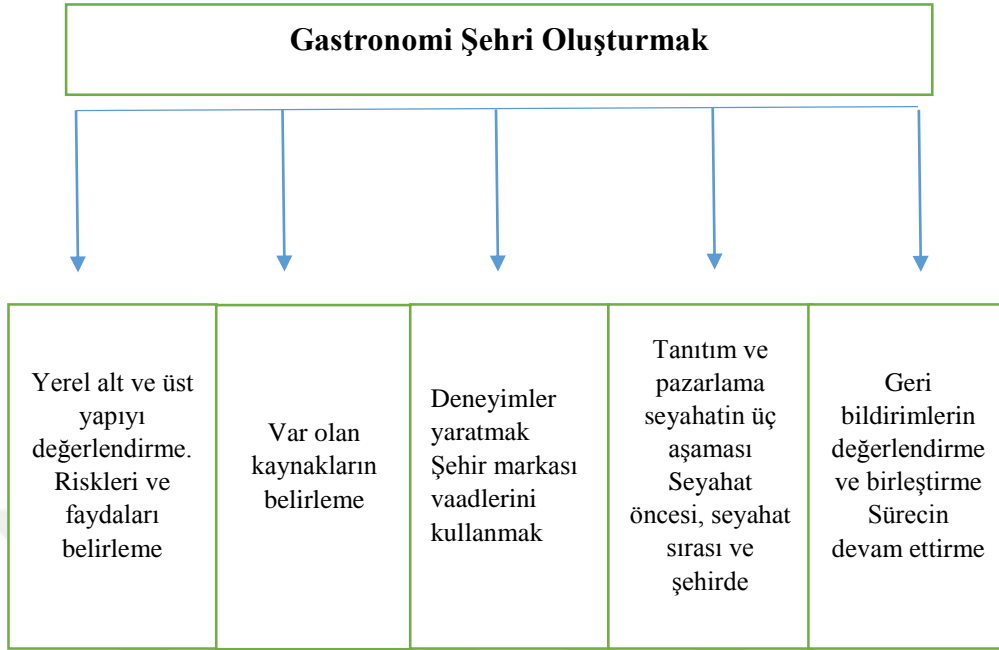 Gastronomi Şehri Oluşturmak
Yerel alt ve üst
yapıyı
değerlendirme.
Riskleri ve
faydaları
belirleme
Var olan
kaynakların
belirleme
Deneyimler
yaratmak
Şehir markası
vaadlerini
kullanmak
Tanıtım ve
pazarlama
seyahatin üç
aşaması
Seyahat
öncesi, seyahat
sırası ve
şehirde
Geri
bildirimlerin
değerlendirme
ve birleştirme
Sürecin
devam ettirme